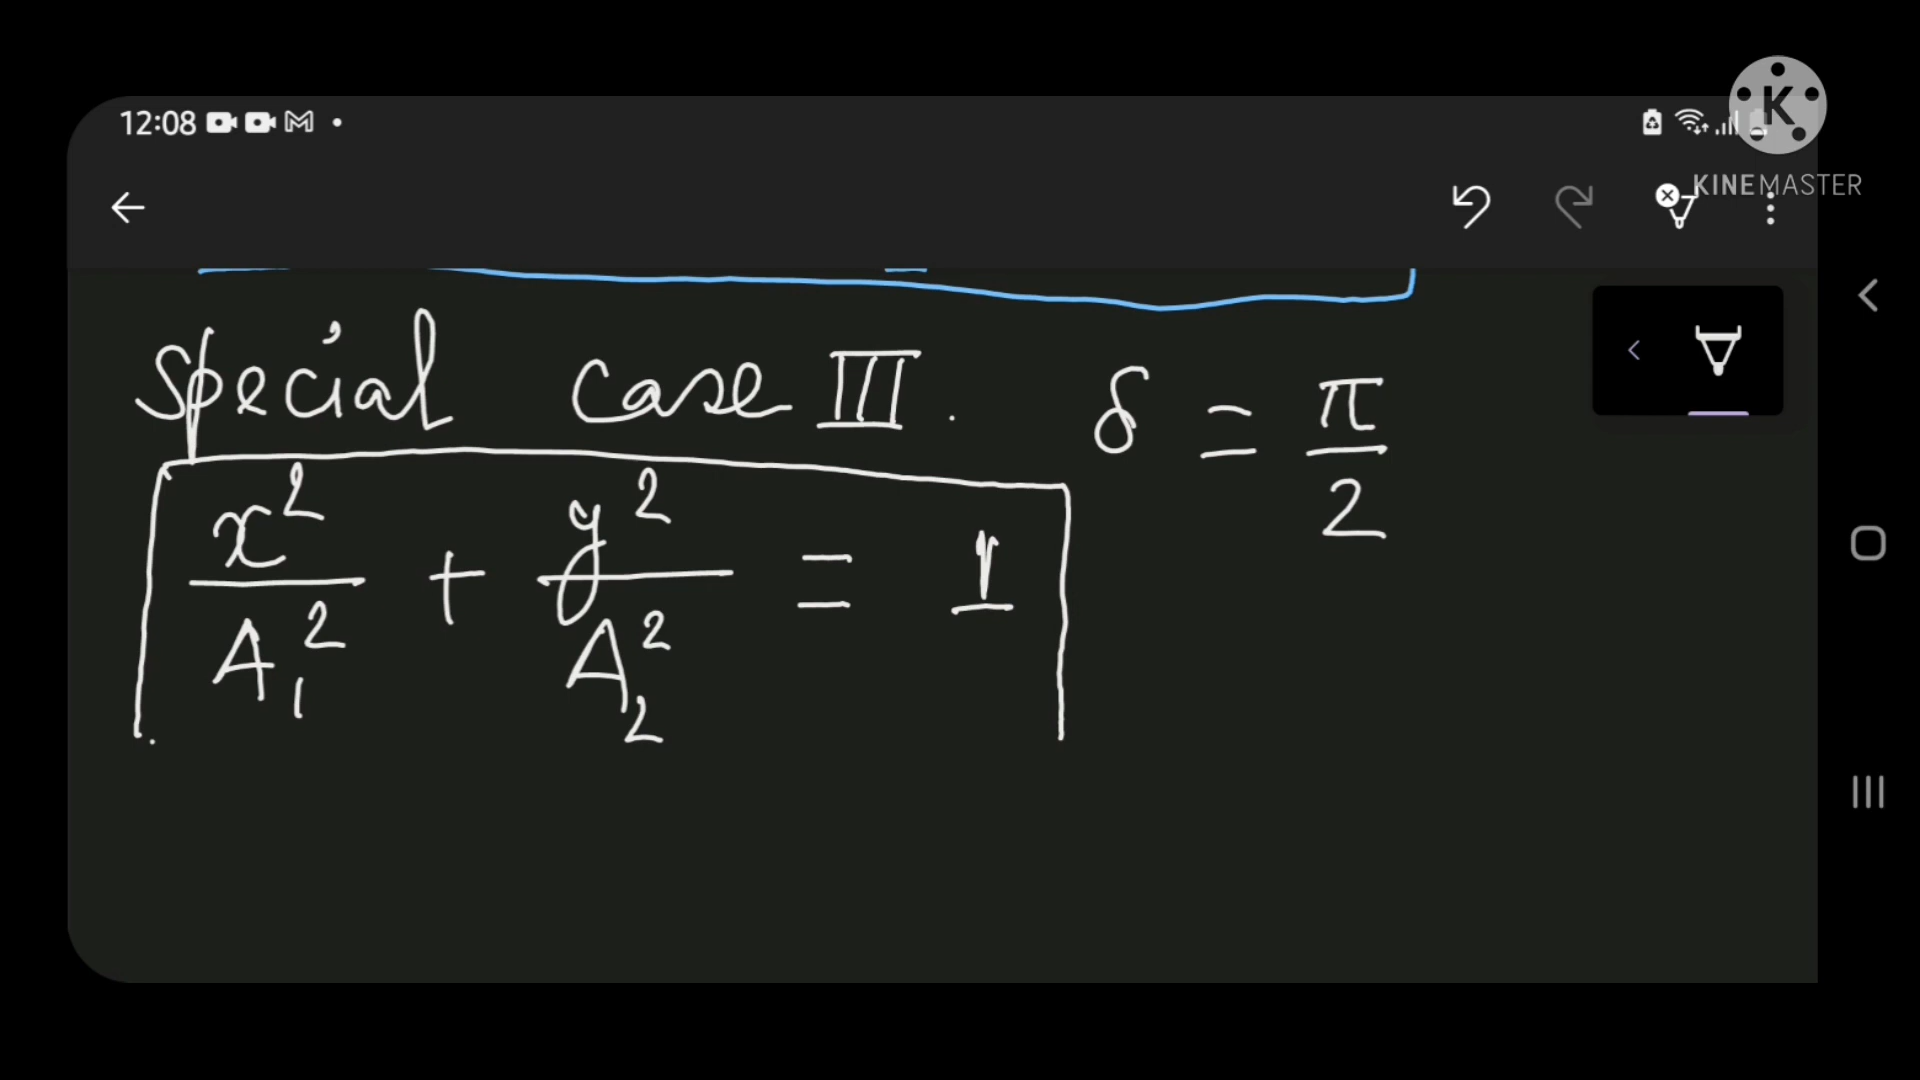 12:08
KINEMASTER
Special case III. δ = π/2
x²/A₁² + y²/A₂² = 1